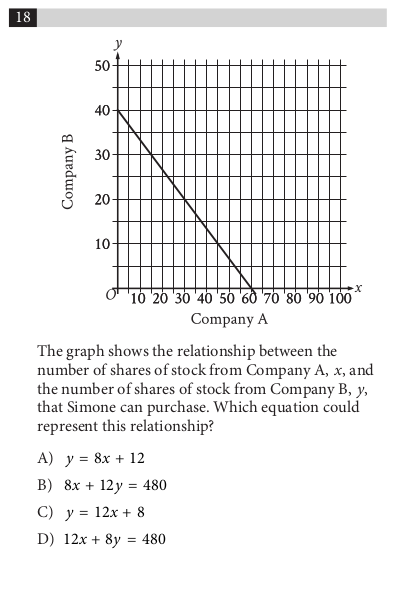 18
y
50
40
30
20
10
Company B
O
10 20 30 40 50 60 70 80 90 100
x
Company A
The graph shows the relationship between the
number of shares of stock from Company A, x, and
the number of shares of stock from Company B, y,
that Simone can purchase. Which equation could
represent this relationship?
A) y = 8x + 12
B) 8x + 12y = 480
C) y = 12x + 8
D) 12x + 8y = 480